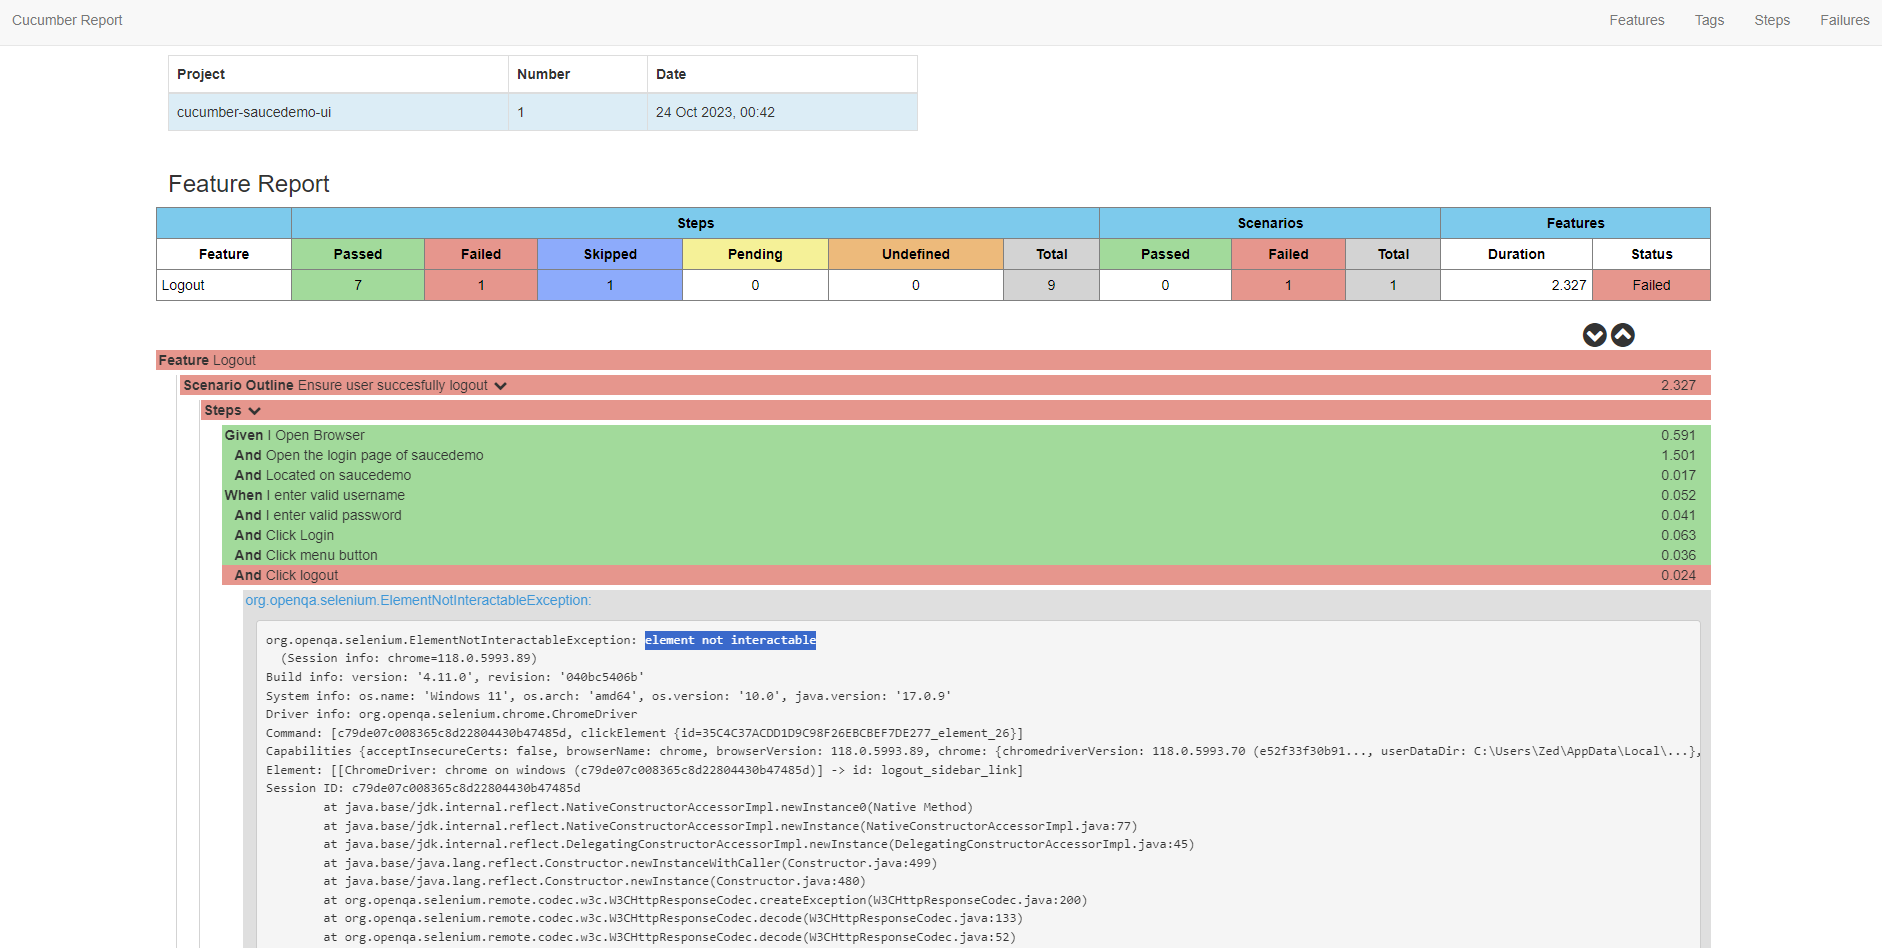 Cucumber Report Features Tags Steps Failures
Project Number Date
cucumber-saucedemo-ui 1 24 Oct 2023, 00:42
Feature Report
Steps Scenarios Features
Feature Passed Failed Skipped Pending Undefined Total Passed Failed Total Duration Status
Logout 7 1 1 0 0 9 0 1 1 2.327 Failed
Feature Logout
Scenario Outline Ensure user succesfully logout 2.327
Steps
Given I Open Browser 0.591
And Open the login page of saucedemo 1.501
And Located on saucedemo 0.017
When I enter valid username 0.052
And I enter valid password 0.041
And Click Login 0.063
And Click menu button 0.036
And Click logout 0.024
org.openqa.selenium.ElementNotInteractableException:
org.openqa.selenium.ElementNotInteractableException: element not interactable
(Session info: chrome=118.0.5993.89)
Build info: version: '4.11.0', revision: '040bc5406b'
System info: os.name: 'Windows 11', os.arch: 'amd64', os.version: '10.0', java.version: '17.0.9'
Driver info: org.openqa.selenium.chrome.ChromeDriver
Command: [c79de07c008365c8d22804430b47485d, clickElement {id=35C4C37ACDD1D9C98F26EBCBEF7DE277_element_26}]
Capabilities {acceptInsecureCerts: false, browserName: chrome, browserVersion: 118.0.5993.89, chrome: {chromedriverVersion: 118.0.5993.70 (e52f33f30b91..., userDataDir: C:\Users\Zed\AppData\Local\...},
Element: [[ChromeDriver: chrome on windows (c79de07c008365c8d22804430b47485d)] -> id: logout_sidebar_link]
Session ID: c79de07c008365c8d22804430b47485d
at java.base/jdk.internal.reflect.NativeConstructorAccessorImpl.newInstance0(Native Method)
at java.base/jdk.internal.reflect.NativeConstructorAccessorImpl.newInstance(NativeConstructorAccessorImpl.java:77)
at java.base/jdk.internal.reflect.DelegatingConstructorAccessorImpl.newInstance(DelegatingConstructorAccessorImpl.java:45)
at java.base/java.lang.reflect.Constructor.newInstanceWithCaller(Constructor.java:499)
at java.base/java.lang.reflect.Constructor.newInstance(Constructor.java:480)
at org.openqa.selenium.remote.codec.w3c.W3CHttpResponseCodec.createException(W3CHttpResponseCodec.java:200)
at org.openqa.selenium.remote.codec.w3c.W3CHttpResponseCodec.decode(W3CHttpResponseCodec.java:133)
at org.openqa.selenium.remote.codec.w3c.W3CHttpResponseCodec.decode(W3CHttpResponseCodec.java:52)